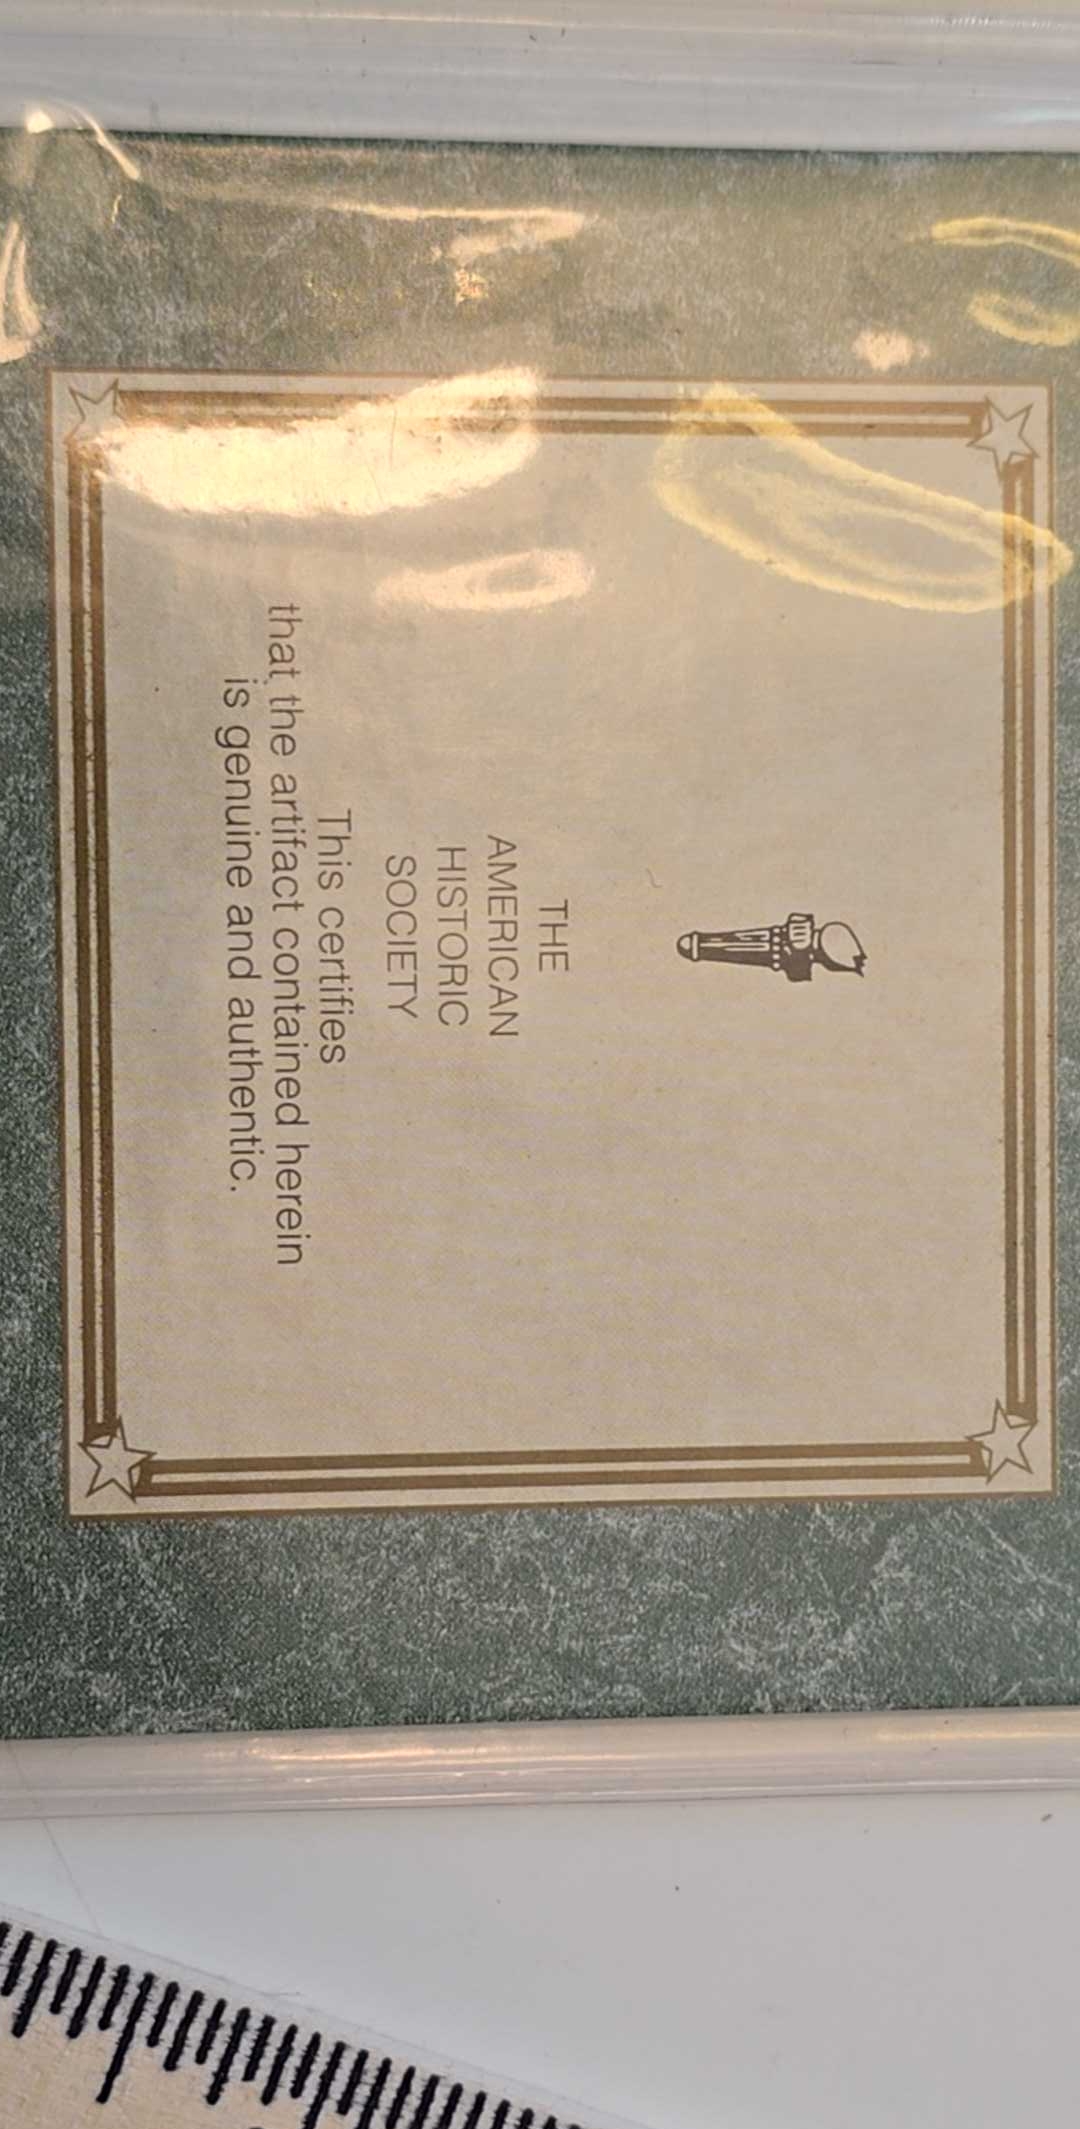 THE
AMERICAN
HISTORIC
SOCIETY
This certifies
that the artifact contained herein
is genuine and authentic.